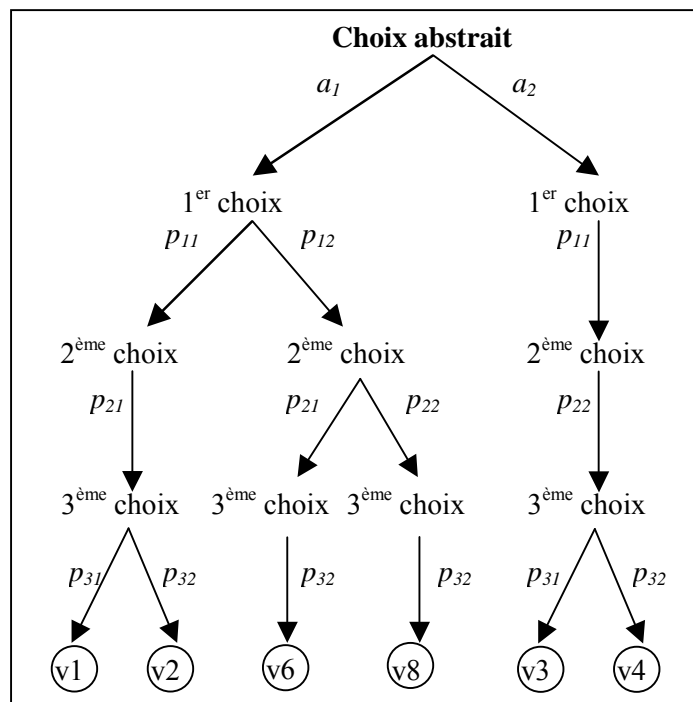 Choix abstrait
a1 a2
1er choix 1er choix
p11 p12 p11
2ème choix 2ème choix 2ème choix
p21 p21 p22 p22
3ème choix 3ème choix 3ème choix 3ème choix
p31 p32 p32 p32 p31 p32
v1 v2 v6 v8 v3 v4